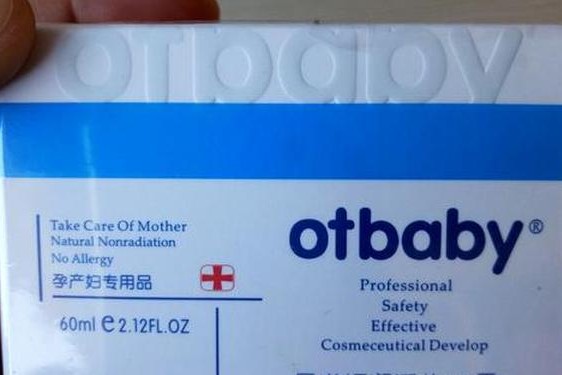 otbaby
Take Care Of Mother
Natural Nonradiation
No Allergy
孕产妇专用品
60ml e 2.12FL.OZ
otbaby®
Professional
Safety
Effective
Cosmeceutical Develop